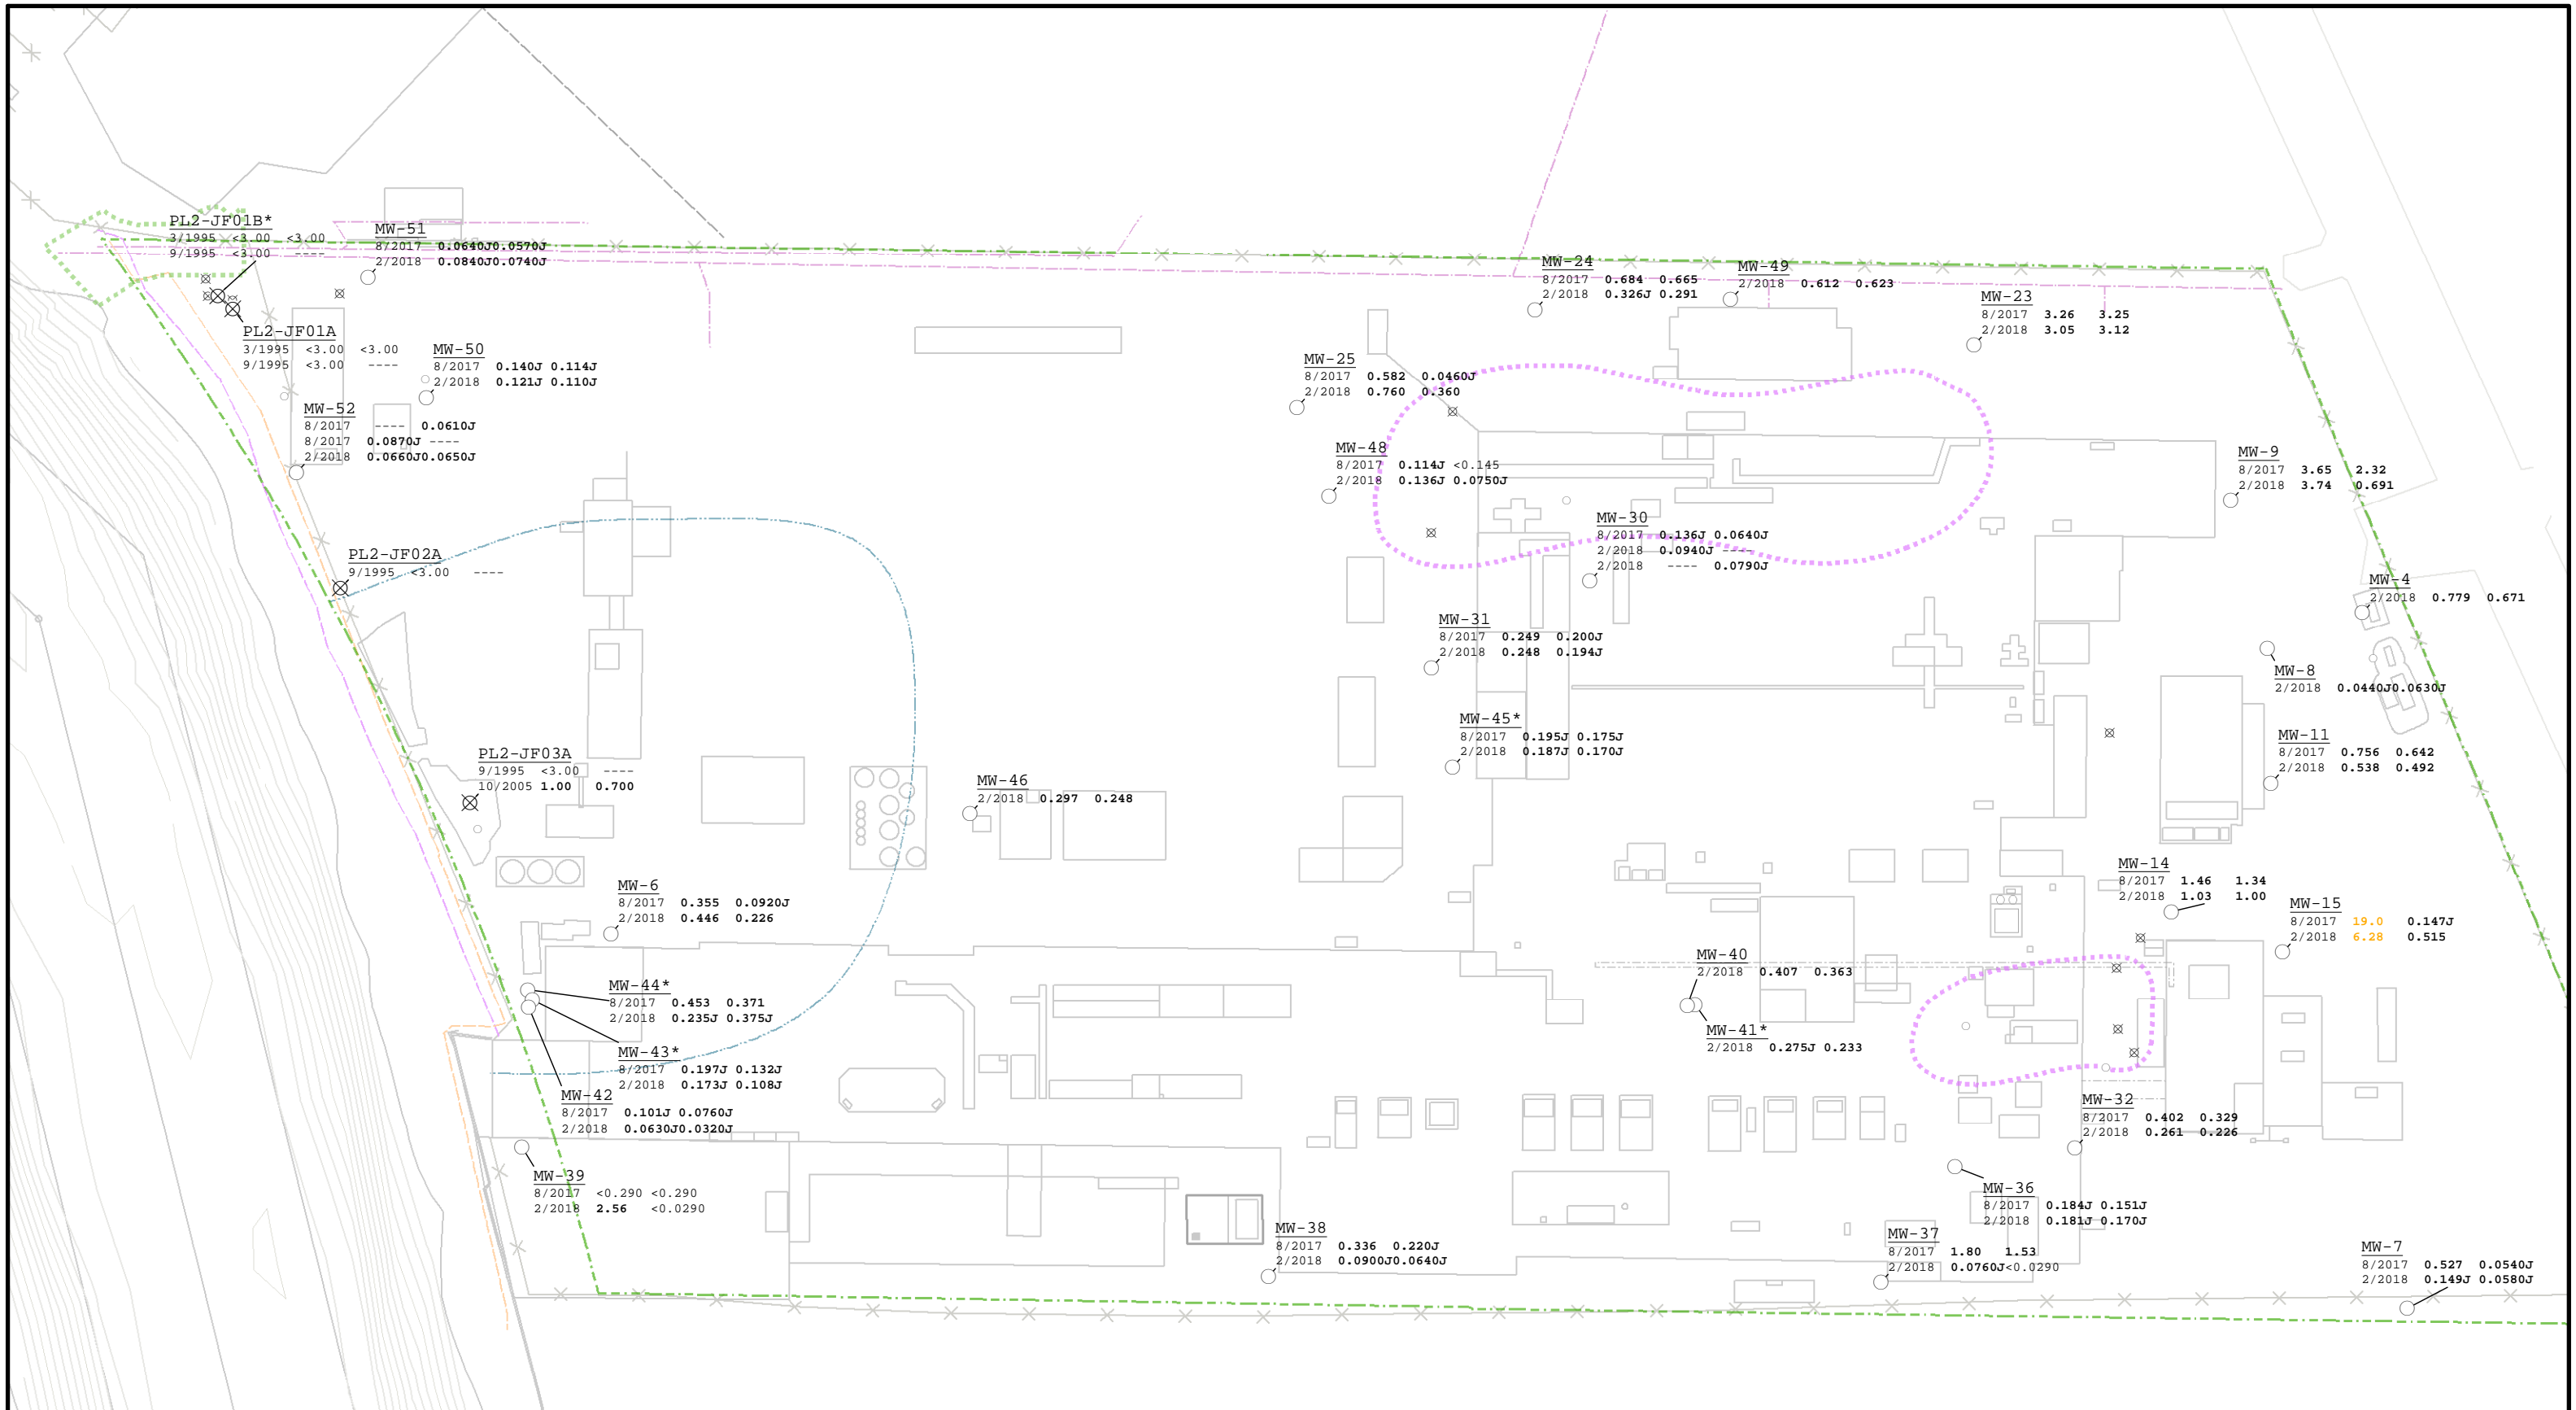 PL2-JF01B*
3/1995 <3.00 <3.00
9/1995 <3.00 ----
MW-51
8/2017 0.0640J 0.0570J
2/2018 0.0840J 0.0740J
MW-24
8/2017 0.684 0.665
2/2018 0.326J 0.291
MW-49
2/2018 0.612 0.623
MW-23
8/2017 3.26 3.25
2/2018 3.05 3.12
PL2-JF01A
3/1995 <3.00 <3.00
9/1995 <3.00 ----
MW-50
8/2017 0.140J 0.114J
2/2018 0.121J 0.110J
MW-25
8/2017 0.582 0.0460J
2/2018 0.760 0.360
MW-52
8/2017 ---- 0.0610J
8/2017 0.0870J ----
2/2018 0.0660J 0.0650J
MW-48
8/2017 0.114J <0.145
2/2018 0.136J 0.0750J
MW-9
8/2017 3.65 2.32
2/2018 3.74 0.691
MW-30
8/2017 0.136J 0.0640J
2/2018 0.0940J ----
2/2018 ---- 0.0790J
PL2-JF02A
9/1995 <3.00 ----
MW-4
2/2018 0.779 0.671
MW-31
8/2017 0.249 0.200J
2/2018 0.248 0.194J
MW-8
2/2018 0.0440J 0.0630J
MW-45*
8/2017 0.195J 0.175J
2/2018 0.187J 0.170J
MW-11
8/2017 0.756 0.642
2/2018 0.538 0.492
PL2-JF03A
9/1995 <3.00 ----
10/2005 1.00 0.700
MW-46
2/2018 0.297 0.248
MW-14
8/2017 1.46 1.34
2/2018 1.03 1.00
MW-6
8/2017 0.355 0.0920J
2/2018 0.446 0.226
MW-15
8/2017 19.0 0.147J
2/2018 6.28 0.515
MW-40
2/2018 0.407 0.363
MW-44*
8/2017 0.453 0.371
2/2018 0.235J 0.375J
MW-41*
2/2018 0.275J 0.233
MW-43*
8/2017 0.197J 0.132J
2/2018 0.173J 0.108J
MW-42
8/2017 0.101J 0.0760J
2/2018 0.0630J 0.0320J
MW-32
8/2017 0.402 0.329
2/2018 0.261 0.226
MW-39
8/2017 <0.290 <0.290
2/2018 2.56 <0.0290
MW-36
8/2017 0.184J 0.151J
2/2018 0.181J 0.170J
MW-38
8/2017 0.336 0.220J
2/2018 0.0900J 0.0640J
MW-37
8/2017 1.80 1.53
2/2018 0.0760J <0.0290
MW-7
8/2017 0.527 0.0540J
2/2018 0.149J 0.0580J